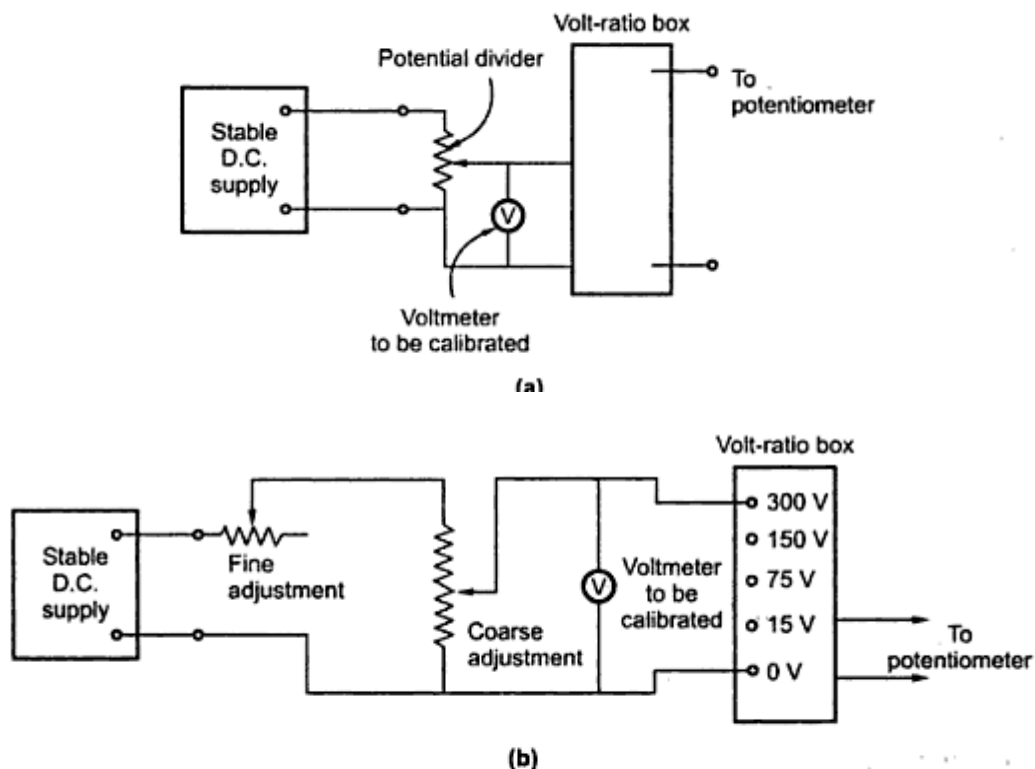 Volt-ratio box
Potential divider
To
potentiometer
Stable
D.C.
supply
V
Voltmeter
to be calibrated
(a)
Volt-ratio box
300 V
150 V
75 V
15 V
0 V
Stable
D.C.
supply
Fine
adjustment
Coarse
adjustment
Voltmeter
to be
calibrated
V
To
potentiometer
(b)